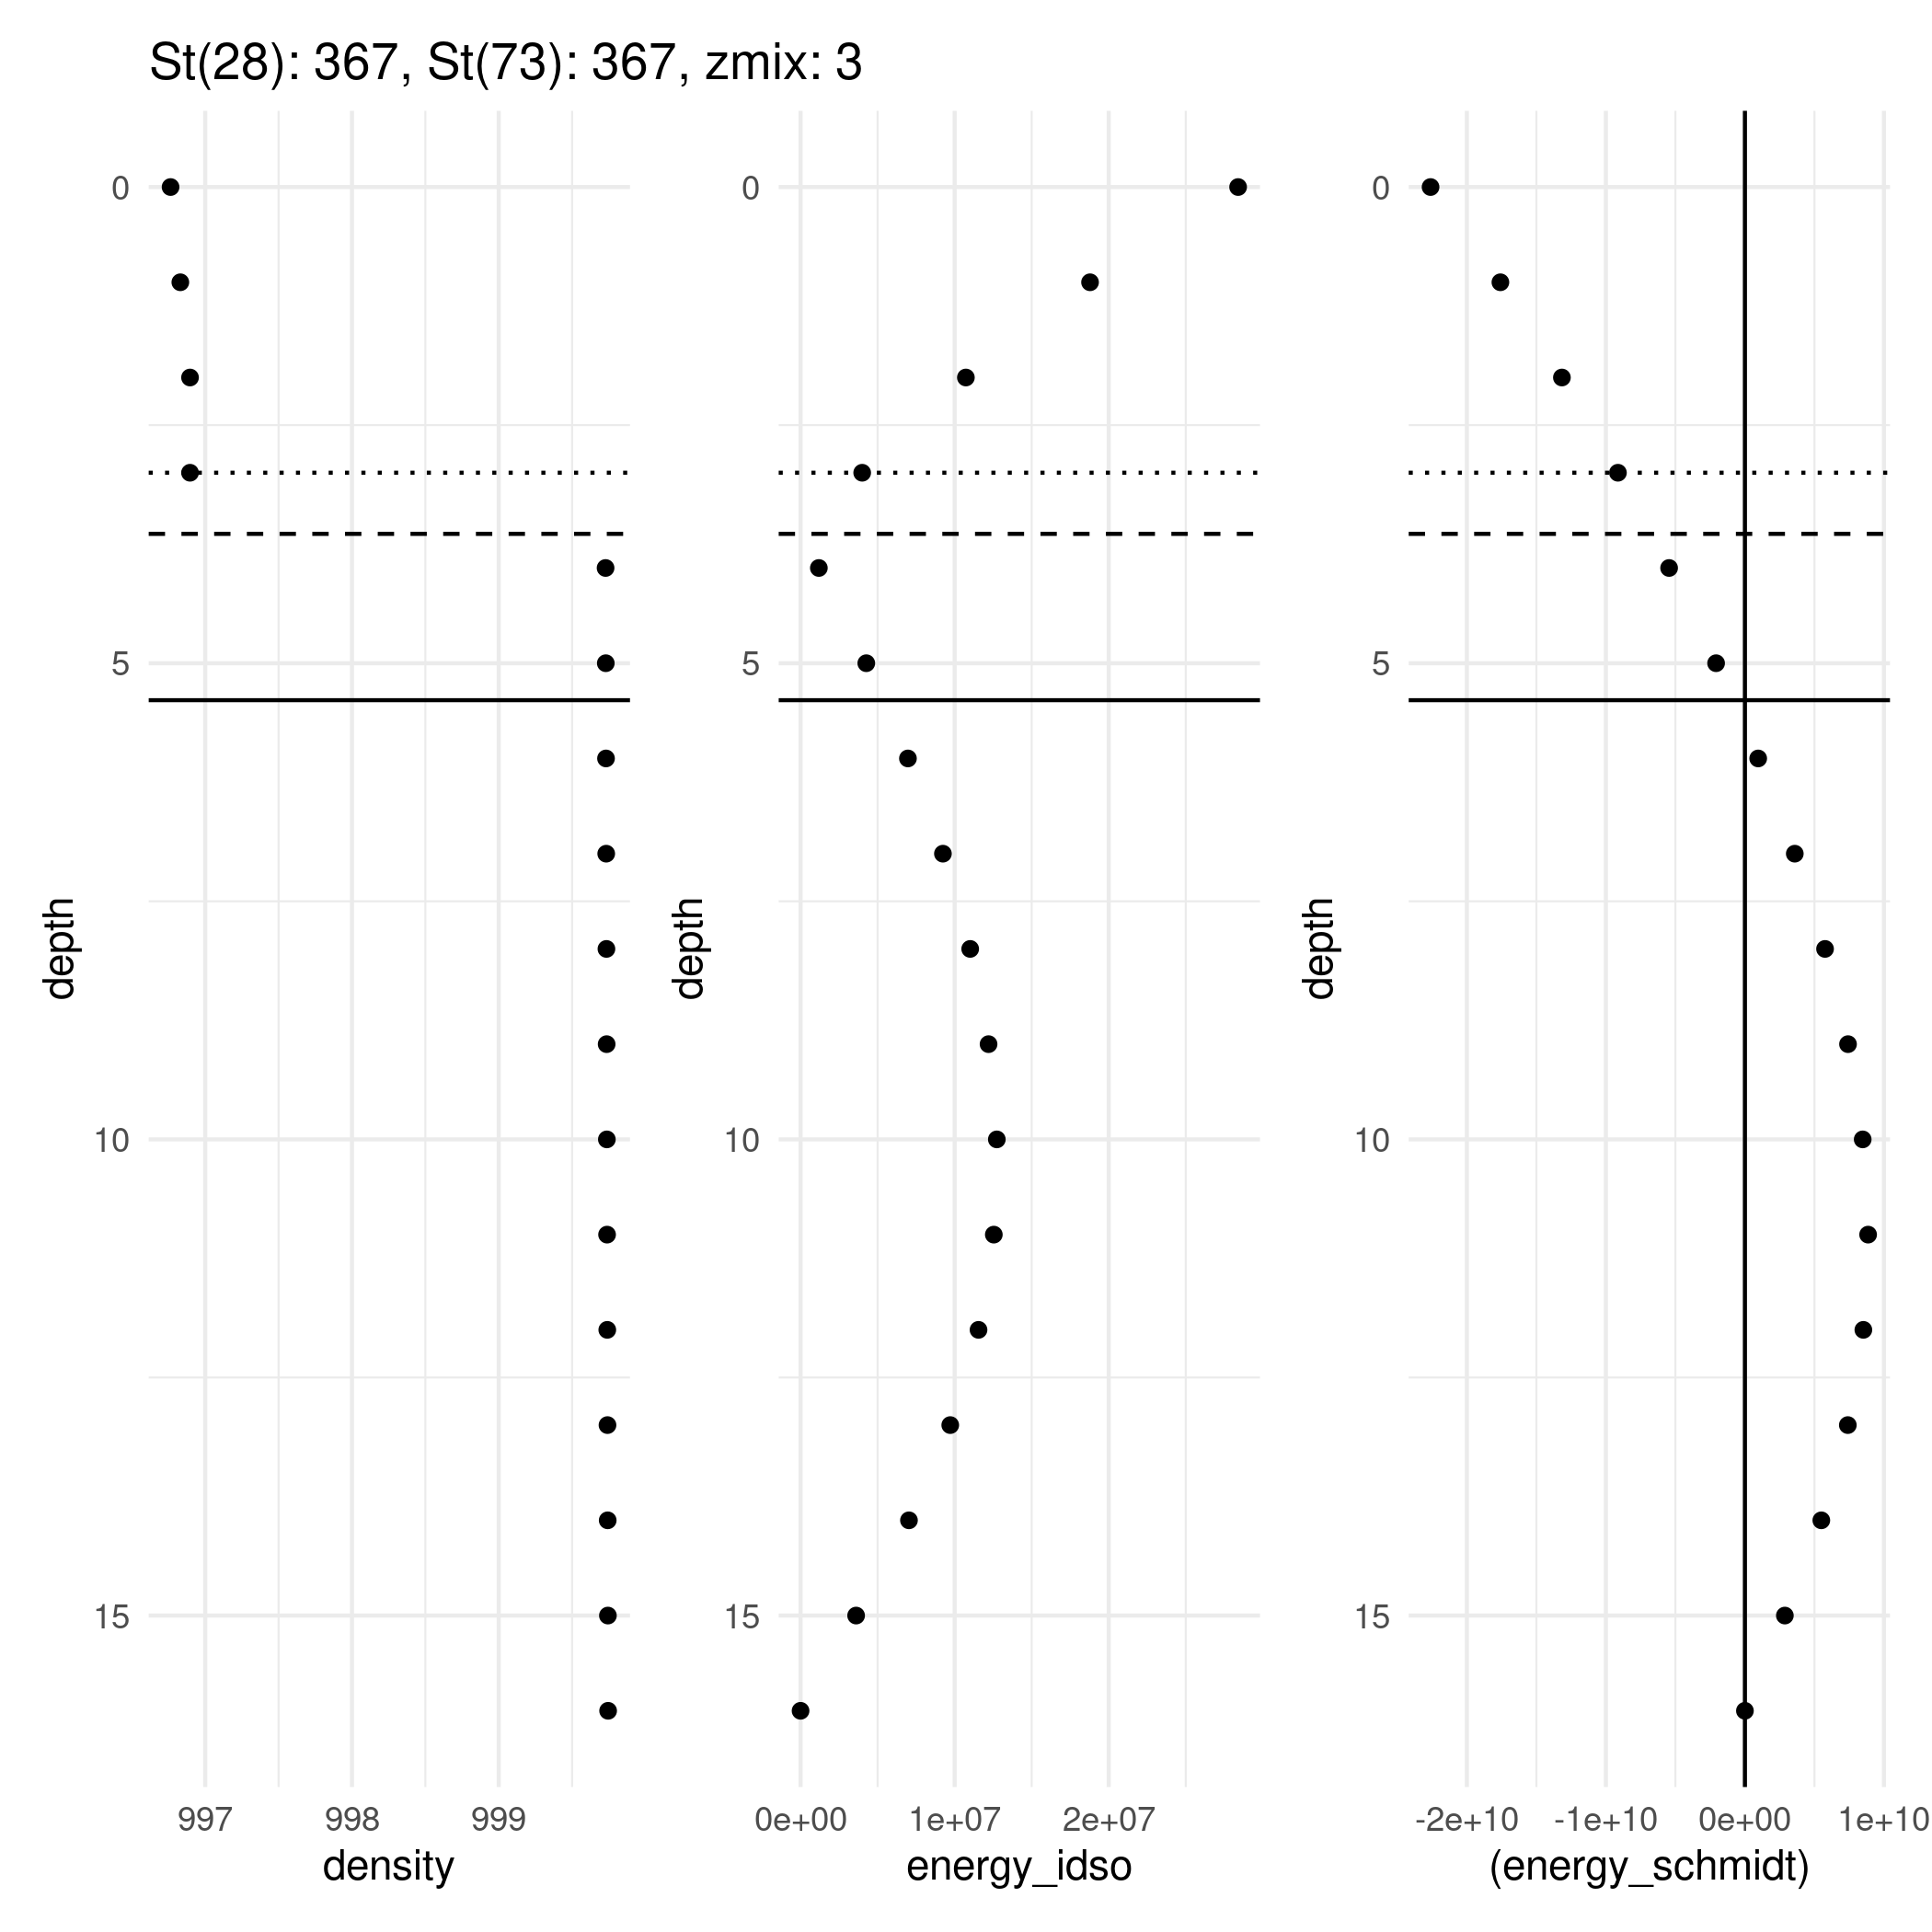 St(28): 367, St(73): 367, zmix: 3
0
5
10
15
depth
997 998 999
density
0
5
10
15
depth
0e+00 1e+07 2e+07
energy_idso
0
5
10
15
depth
-2e+10 -1e+10 0e+00 1e+10
(energy_schmidt)